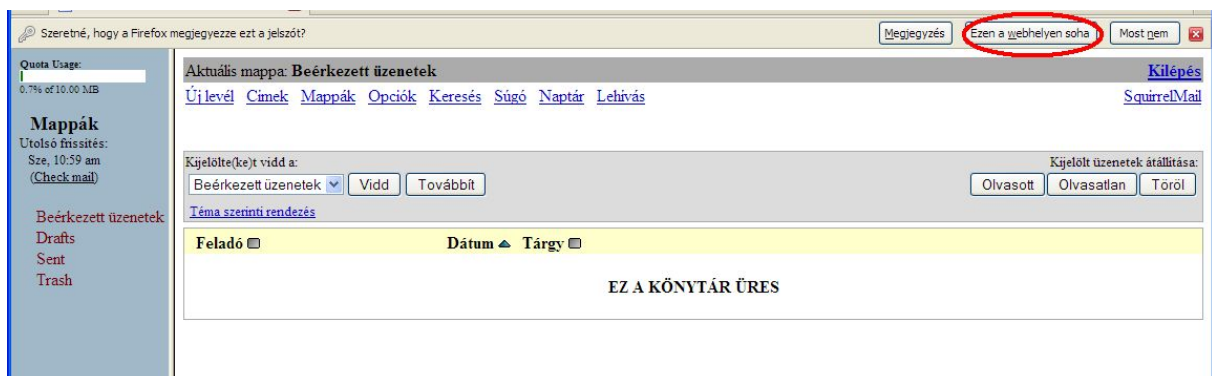 Szeretné, hogy a Firefox megjegyezze ezt a jelszót? Megjegyzés Ezen a webhelyen soha Most nem
Quota Usage:
0.7% of 10.00 MB
Mappák
Utolsó frissítés:
Sze, 10:59 am
(Check mail)
Beérkezett üzenetek
Drafts
Sent
Trash
Aktuális mappa: Beérkezett üzenetek Kilépés
Új levél Címek Mappák Opciók Keresés Súgó Naptár Lehívás SquirrelMail
Kijelölte(ke)t vidd a: Kijelölt üzenetek átállítása:
Beérkezett üzenetek Vidd Továbbít Olvasott Olvasatlan Töröl
Téma szerinti rendezés
Feladó Dátum Tárgy
EZ A KÖNYTÁR ÜRES